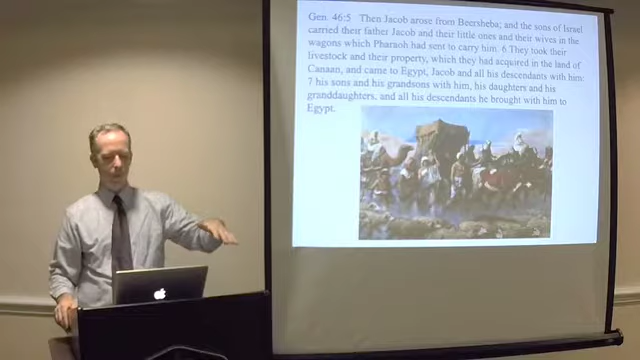 Gen. 46:5 Then Jacob arose from Beersheba; and the sons of Israel
carried their father Jacob and their little ones and their wives in the
wagons which Pharaoh had sent to carry him. 6 They took their
livestock and their property, which they had acquired in the land of
Canaan, and came to Egypt, Jacob and all his descendants with him:
7 his sons and his grandsons with him, his daughters and his
granddaughters, and all his descendants he brought with him to
Egypt.